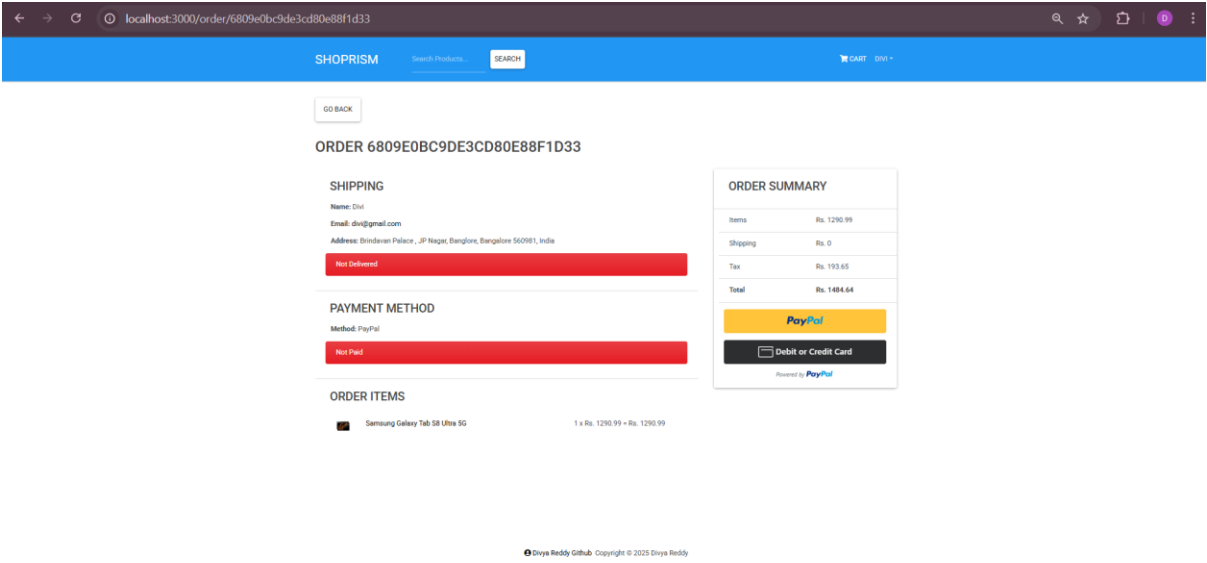 localhost:3000/order/6809e0bc9de3cd80e88f1d33
D
SHOPRISM
Search Products...
SEARCH
CART
DIVI
GO BACK
ORDER 6809E0BC9DE3CD80E88F1D33
SHIPPING
Name: Divi
Email: divi@gmail.com
Address: Brindavan Palace , JP Nagar, Banglore, Bangalore 560981, India
Not Delivered
PAYMENT METHOD
Method: PayPal
Not Paid
ORDER ITEMS
Samsung Galaxy Tab S8 Ultra 5G 1 x Rs. 1290.99 = Rs. 1290.99
ORDER SUMMARY
Items Rs. 1290.99
Shipping Rs. 0
Tax Rs. 193.65
Total Rs. 1484.64
PayPal
Debit or Credit Card
Powered by PayPal
Divya Reddy Github Copyright © 2025 Divya Reddy